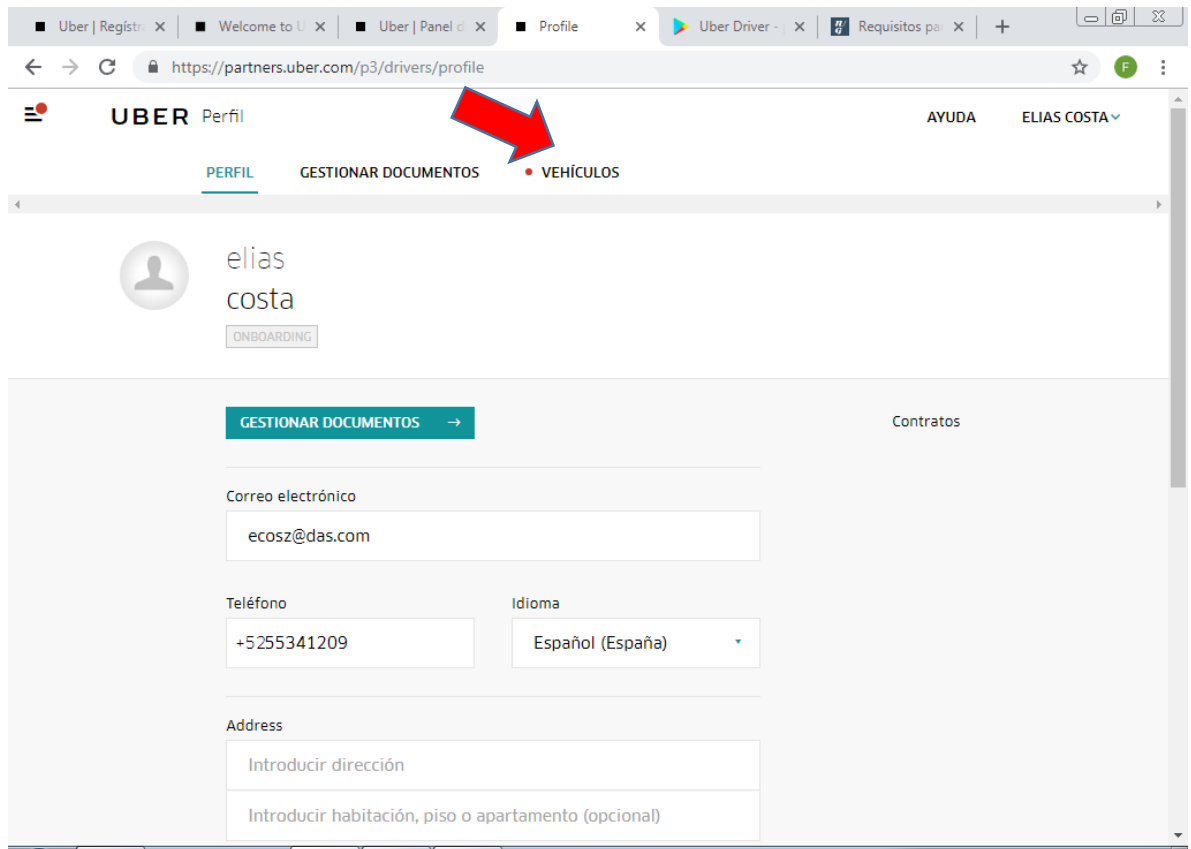 Uber | Regístr
Welcome to U
Uber | Panel d
Profile
Uber Driver -
Requisitos par
https://partners.uber.com/p3/drivers/profile
F
UBER Perfil
AYUDA
ELIAS COSTA
PERFIL
GESTIONAR DOCUMENTOS
VEHÍCULOS
elias
costa
ONBOARDING
GESTIONAR DOCUMENTOS →
Contratos
Correo electrónico
ecosz@das.com
Teléfono
Idioma
+5255341209
Español (España)
Address
Introducir dirección
Introducir habitación, piso o apartamento (opcional)